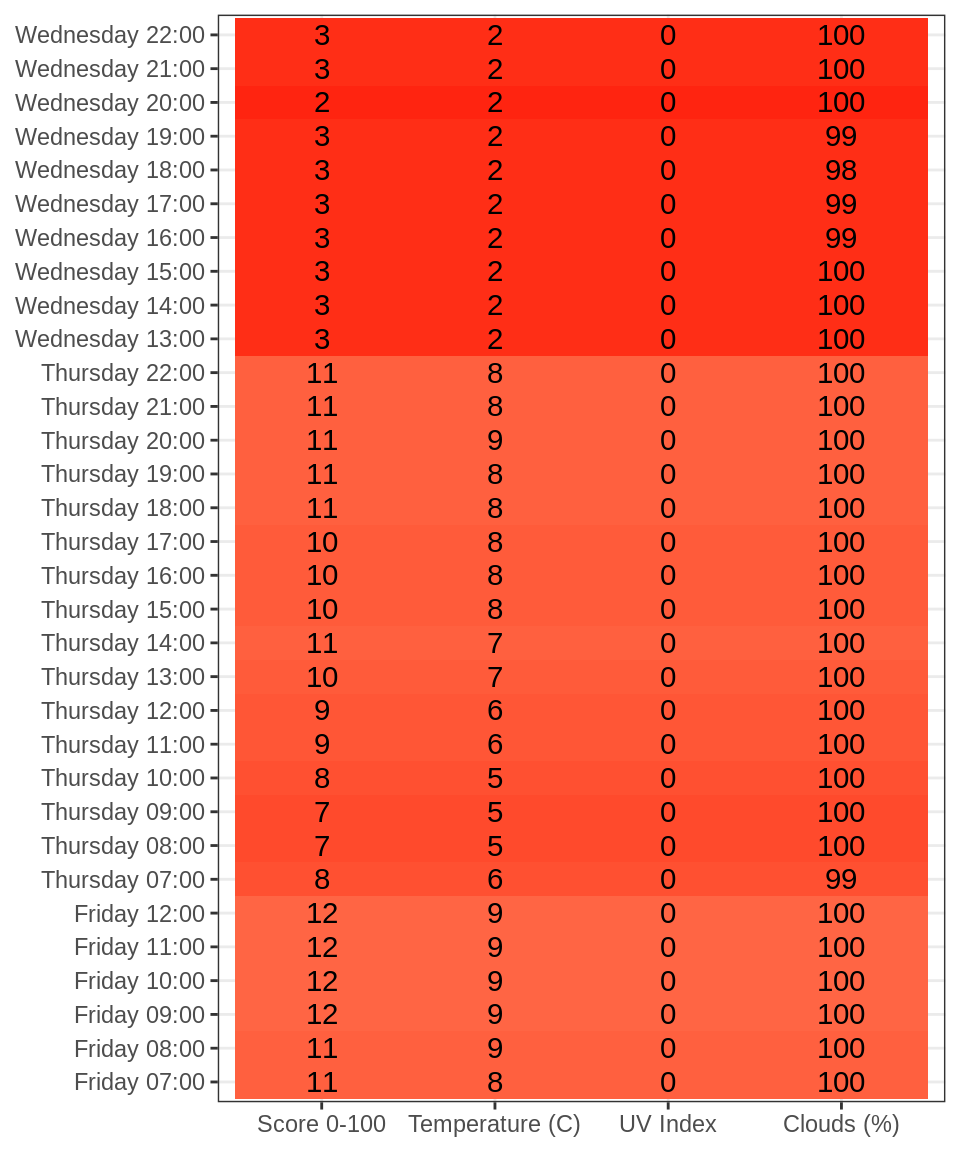 Wednesday 22:00 3 2 0 100
Wednesday 21:00 3 2 0 100
Wednesday 20:00 2 2 0 100
Wednesday 19:00 3 2 0 99
Wednesday 18:00 3 2 0 98
Wednesday 17:00 3 2 0 99
Wednesday 16:00 3 2 0 99
Wednesday 15:00 3 2 0 100
Wednesday 14:00 3 2 0 100
Wednesday 13:00 3 2 0 100
Thursday 22:00 11 8 0 100
Thursday 21:00 11 8 0 100
Thursday 20:00 11 9 0 100
Thursday 19:00 11 8 0 100
Thursday 18:00 11 8 0 100
Thursday 17:00 10 8 0 100
Thursday 16:00 10 8 0 100
Thursday 15:00 10 8 0 100
Thursday 14:00 11 7 0 100
Thursday 13:00 10 7 0 100
Thursday 12:00 9 6 0 100
Thursday 11:00 9 6 0 100
Thursday 10:00 8 5 0 100
Thursday 09:00 7 5 0 100
Thursday 08:00 7 5 0 100
Thursday 07:00 8 6 0 99
Friday 12:00 12 9 0 100
Friday 11:00 12 9 0 100
Friday 10:00 12 9 0 100
Friday 09:00 12 9 0 100
Friday 08:00 11 9 0 100
Friday 07:00 11 8 0 100
Score 0-100 Temperature (C) UV Index Clouds (%)